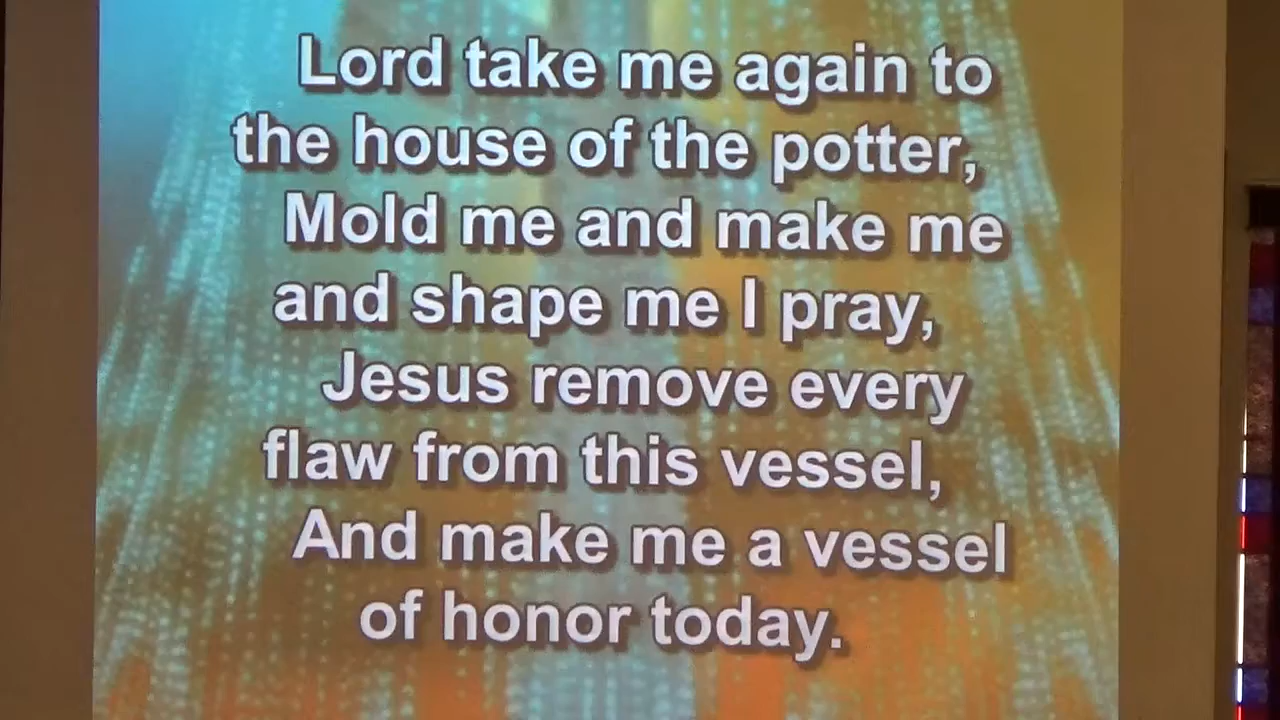 Lord take me again to
the house of the potter,
Mold me and make me
and shape me I pray,
Jesus remove every
flaw from this vessel,
And make me a vessel
of honor today.